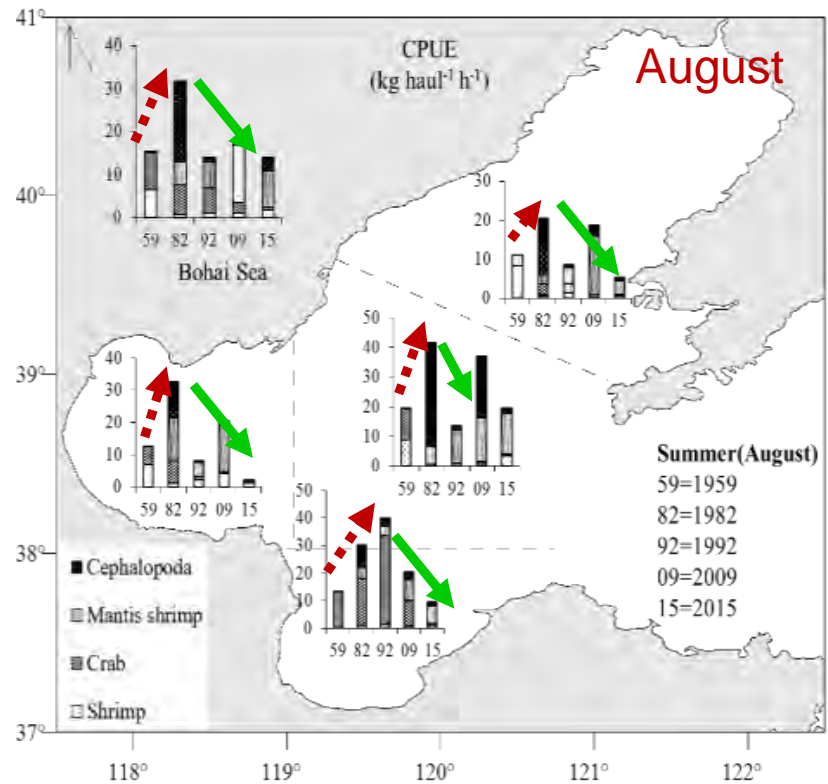 41°
40°
39°
38°
37°
118°
119°
120°
121°
122°
CPUE
(kg haul⁻¹ h⁻¹)
August
40
30
20
10
0
59 82 92 09 15
Bohai Sea
30
20
10
0
59 82 92 09 15
50
40
30
20
10
0
59 82 92 09 15
40
30
20
10
0
59 82 92 09 15
50
40
30
20
10
0
59 82 92 09 15
Summer(August)
59=1959
82=1982
92=1992
09=2009
15=2015
Cephalopoda
Mantis shrimp
Crab
Shrimp